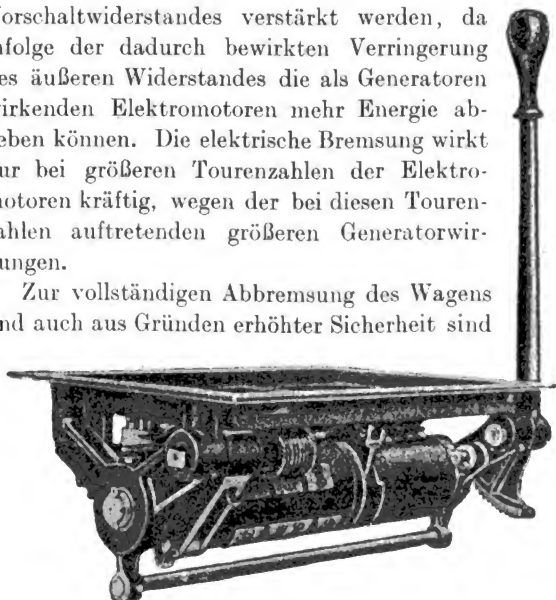 orschaltwiderstandes verstärkt werden, da
nfolge der dadurch bewirkten Verringerung
es äußeren Widerstandes die als Generatoren
wirkenden Elektromotoren mehr Energie ab-
eben können. Die elektrische Bremsung wirkt
ur bei größeren Tourenzahlen der Elektro-
motoren kräftig, wegen der bei diesen Touren-
ahlen auftretenden größeren Generatorwir-
ungen.
Zur vollständigen Abbremsung des Wagens
nd auch aus Gründen erhöhter Sicherheit sind